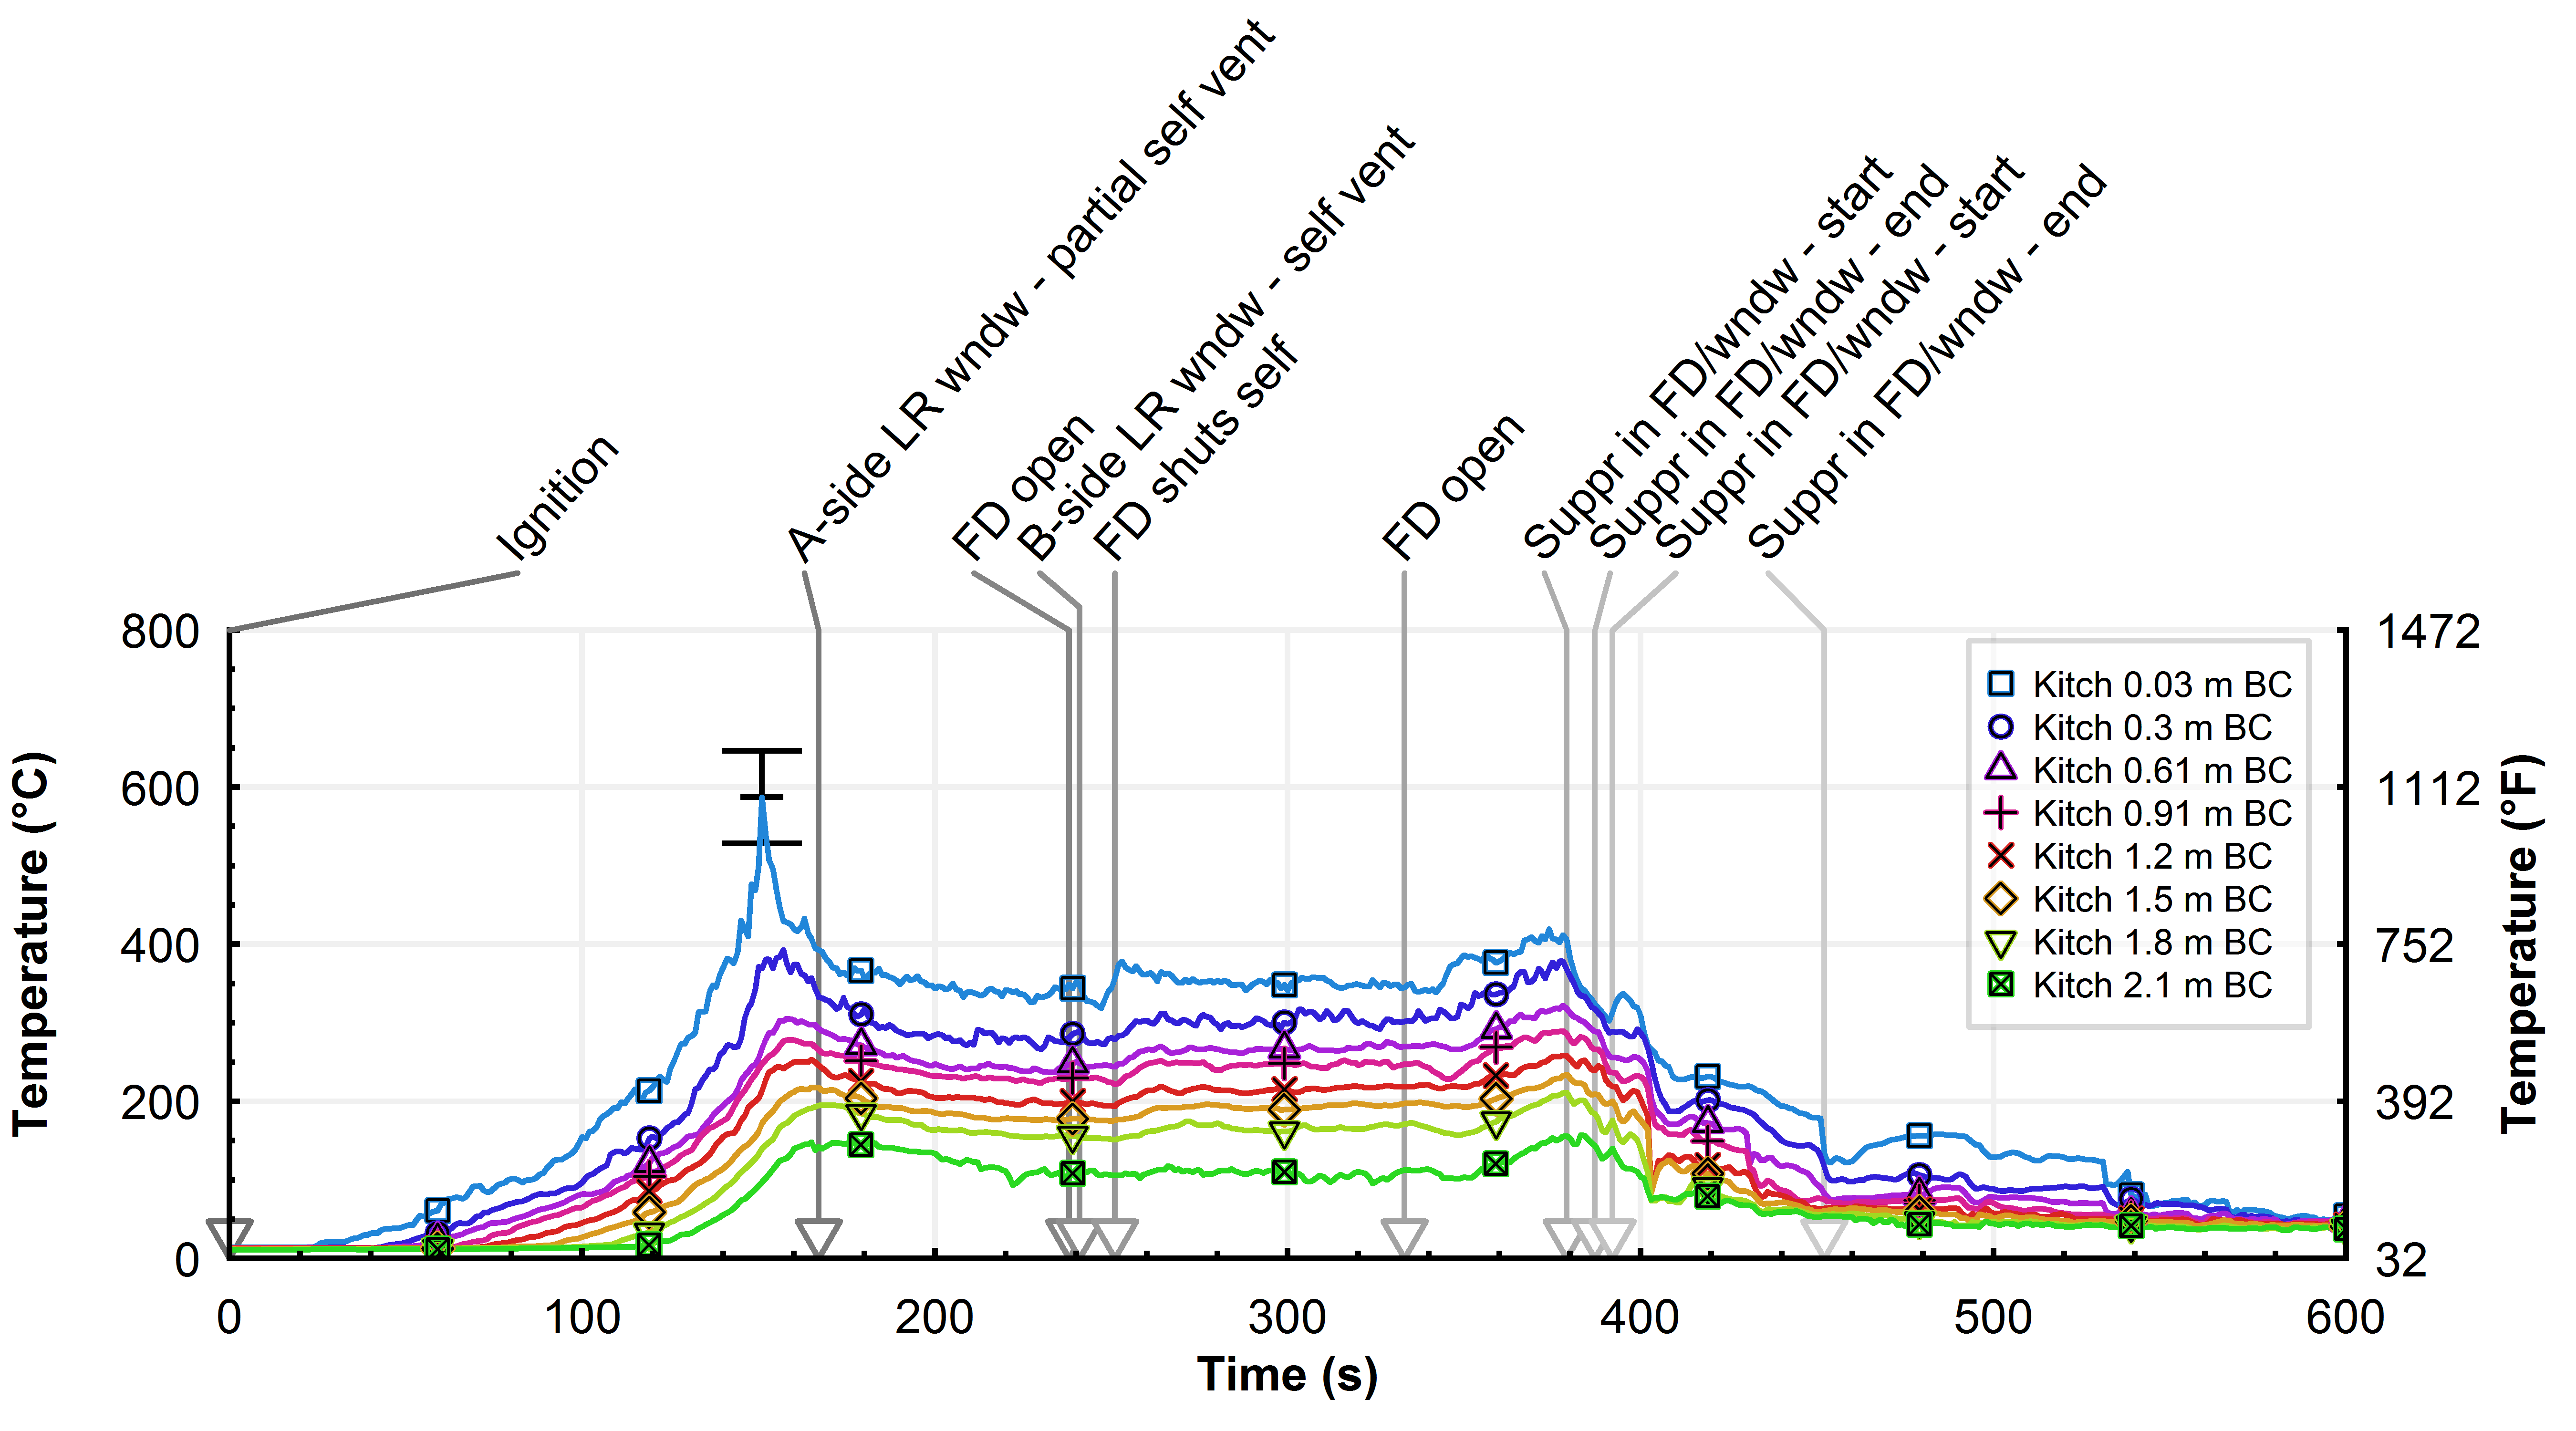 Ignition
A-side LR wndw - partial self vent
FD open
B-side LR wndw - self vent
FD shuts self
FD open
Suppr in FD/wndw - start
Suppr in FD/wndw - end
Suppr in FD/wndw - start
Suppr in FD/wndw - end
Temperature (°C)
800
600
400
200
0
1472
1112
752
392
32
Temperature (°F)
Kitch 0.03 m BC
Kitch 0.3 m BC
Kitch 0.61 m BC
Kitch 0.91 m BC
Kitch 1.2 m BC
Kitch 1.5 m BC
Kitch 1.8 m BC
Kitch 2.1 m BC
0 100 200 300 400 500 600
Time (s)